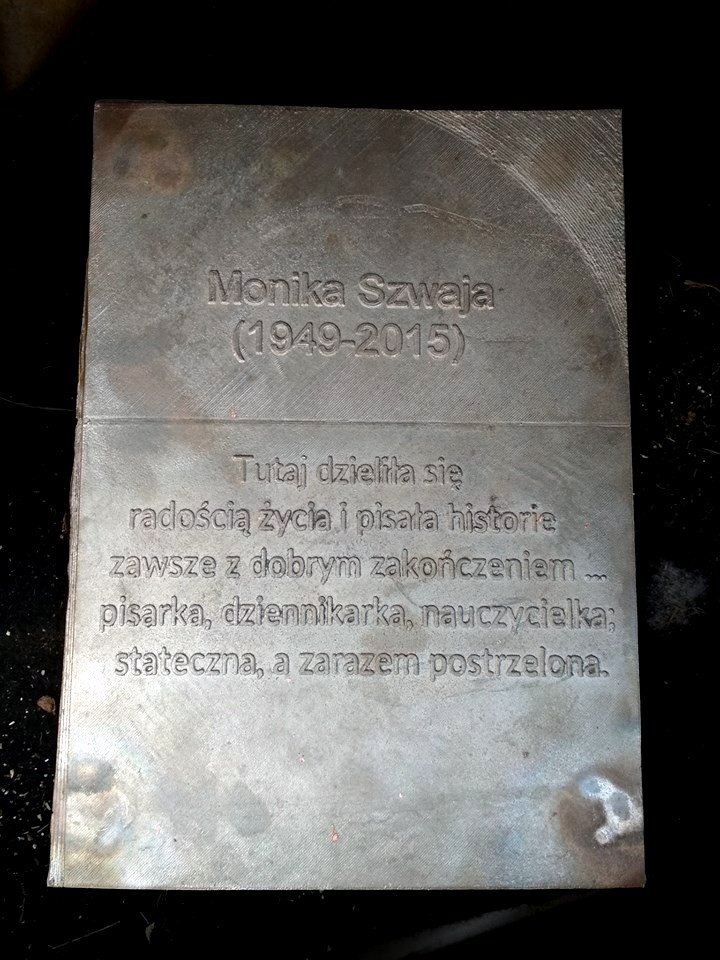 Monika Szwaja
(1949-2015)
Tutaj dzieliła się
radością życia i pisała historie
zawsze z dobrym zakończeniem ...
pisarka, dziennikarka, nauczycielka;
stateczna, a zarazem postrzelona.